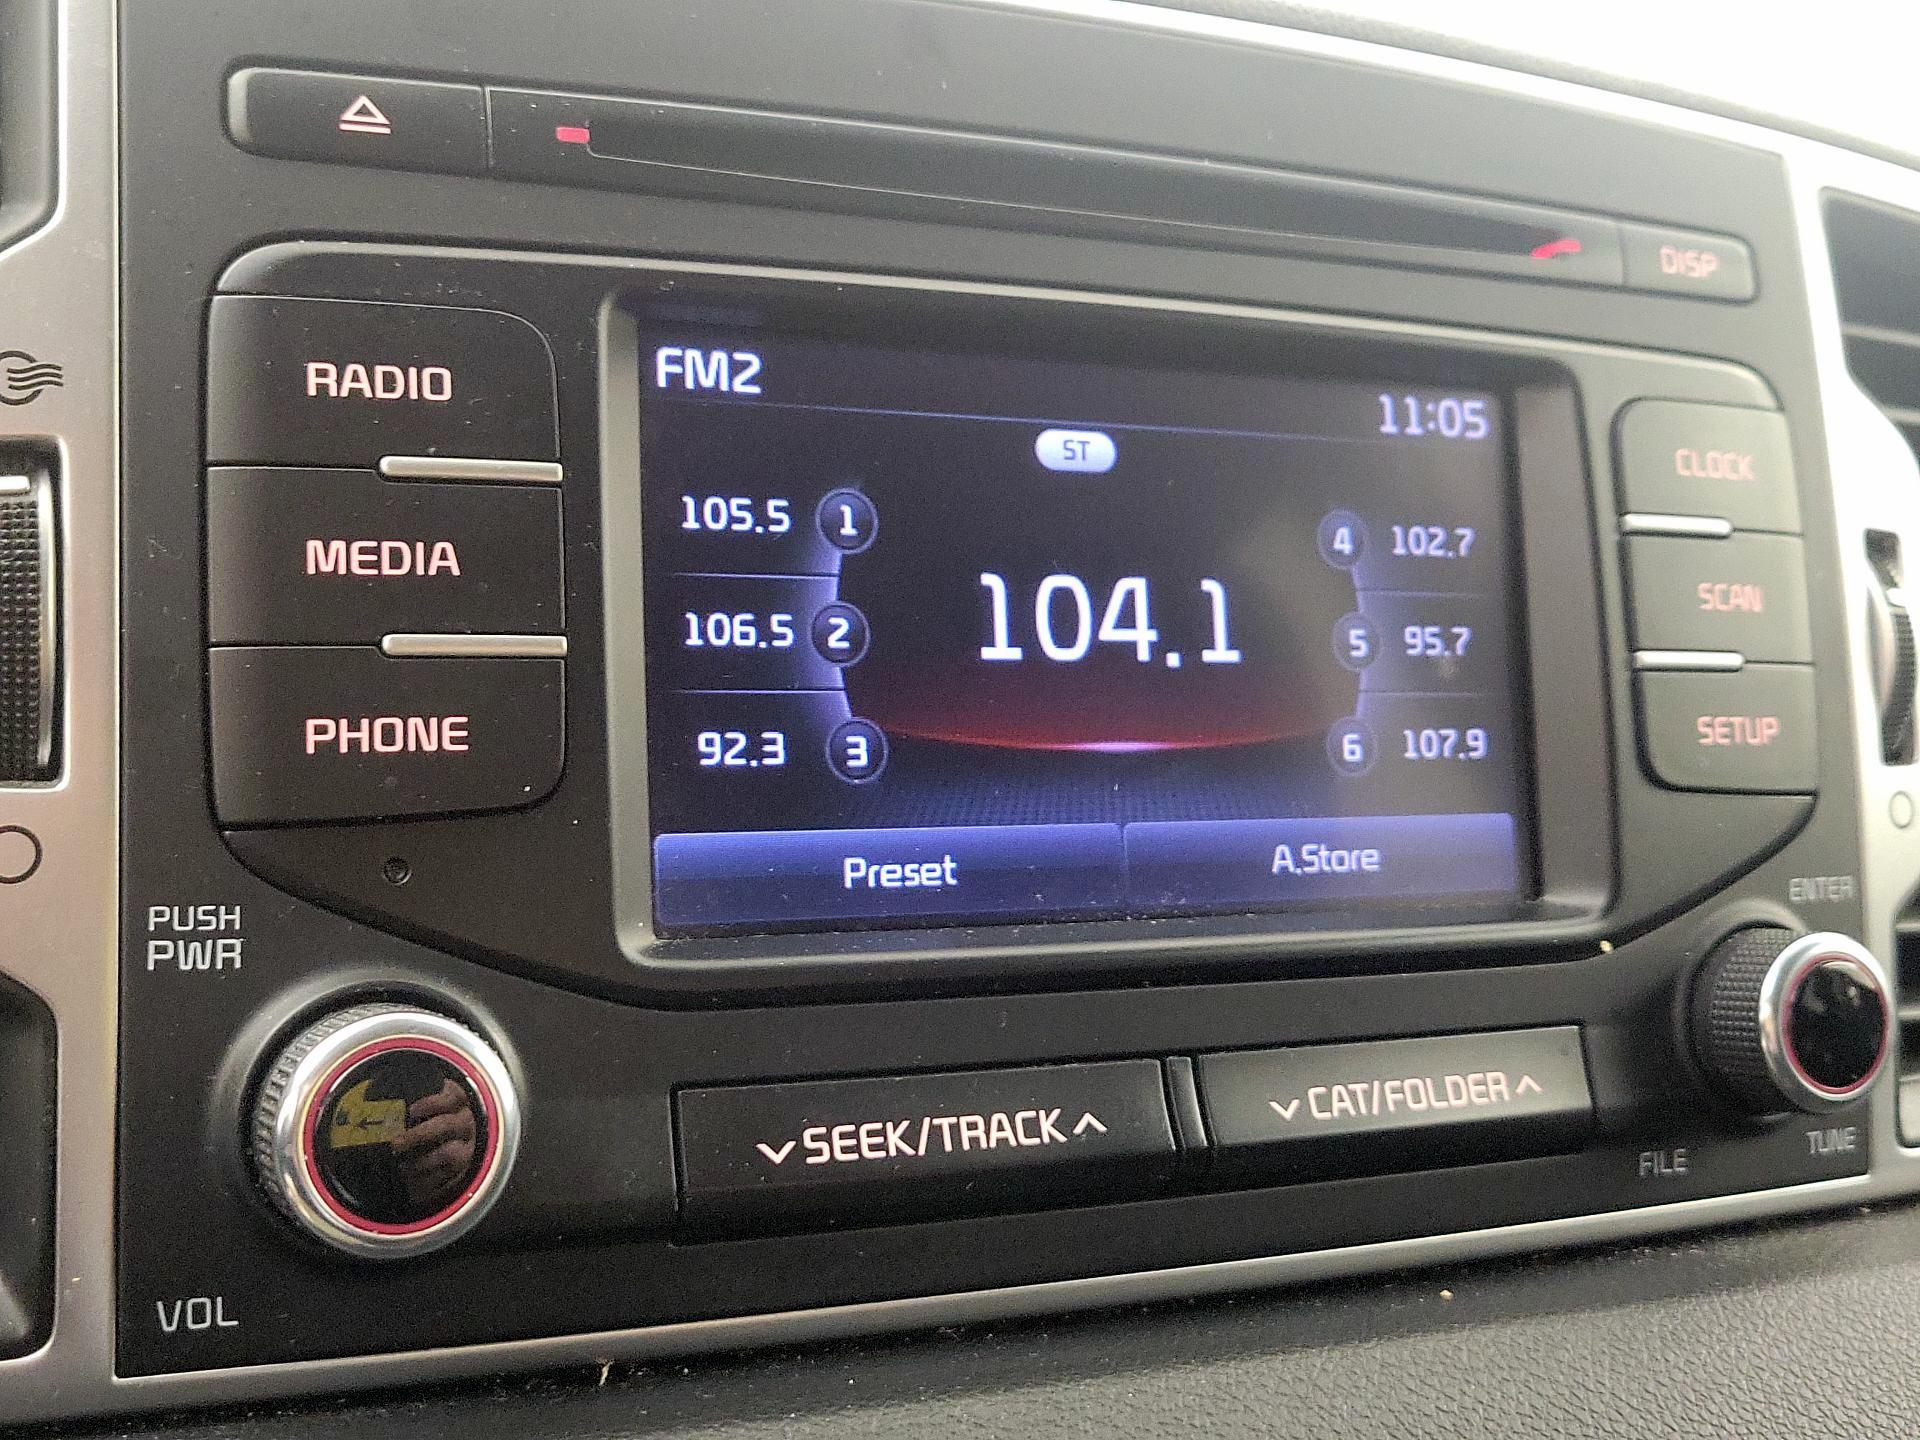 DISP
RADIO
MEDIA
PHONE
FM2
11:05
ST
105.5 1
106.5 2
92.3 3
104.1
4 102.7
5 95.7
6 107.9
Preset
A.Store
CLOCK
SCAN
SETUP
PUSH
PWR
VOL
SEEK/TRACK
CAT/FOLDER
ENTER
FILE
TUNE